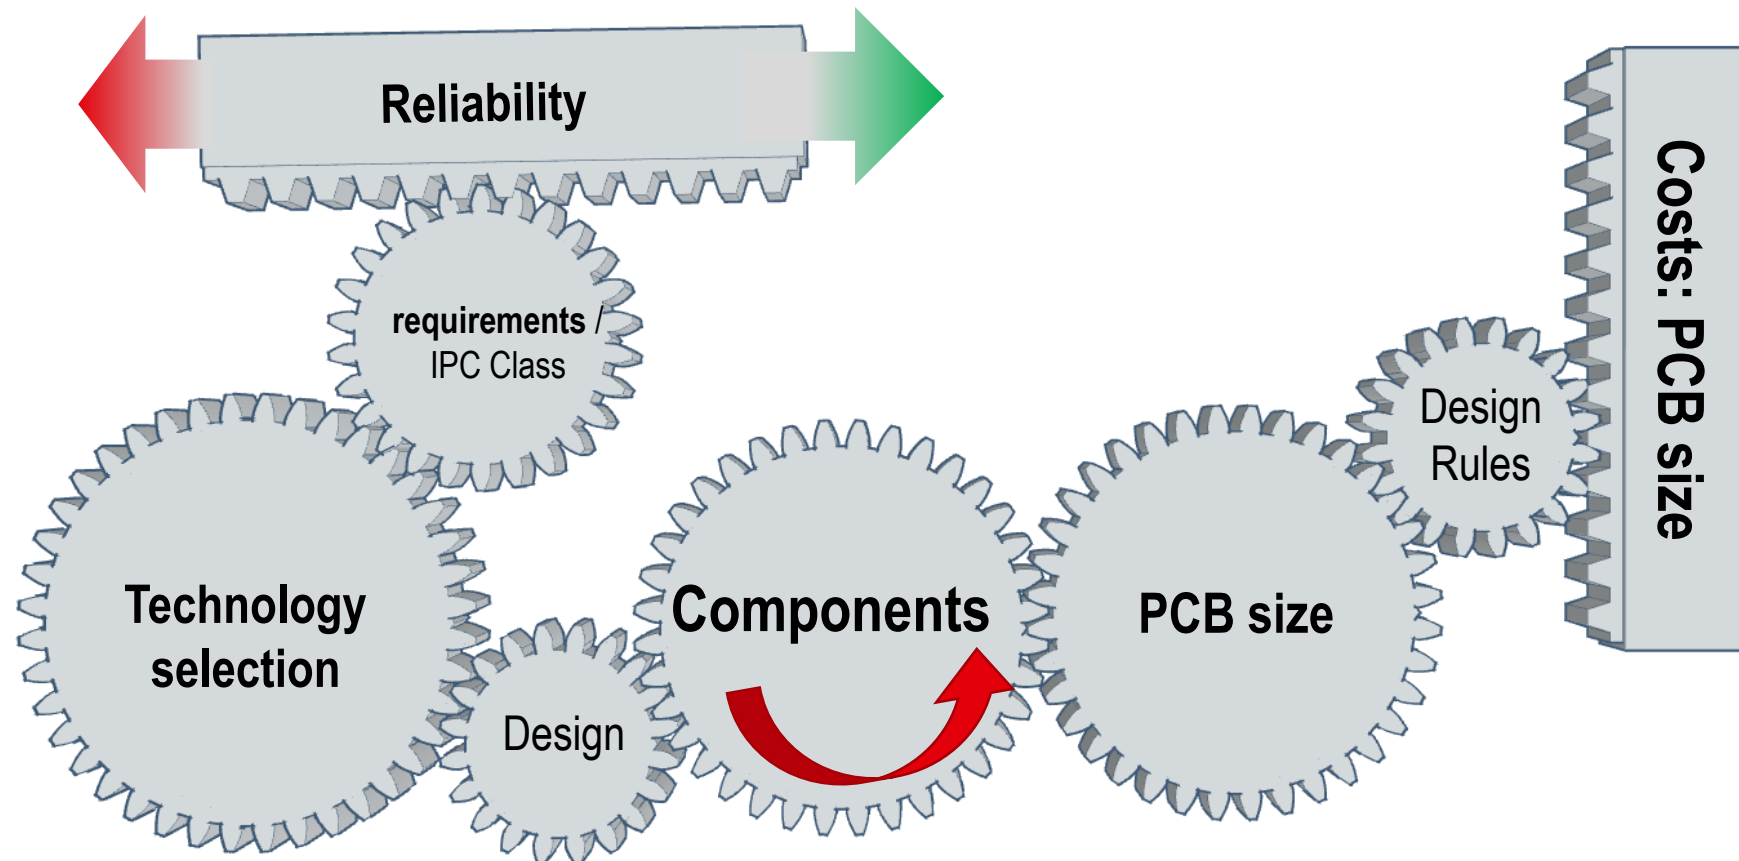 Reliability
requirements /
IPC Class
Technology
selection
Design
Components
PCB size
Design
Rules
Costs: PCB size